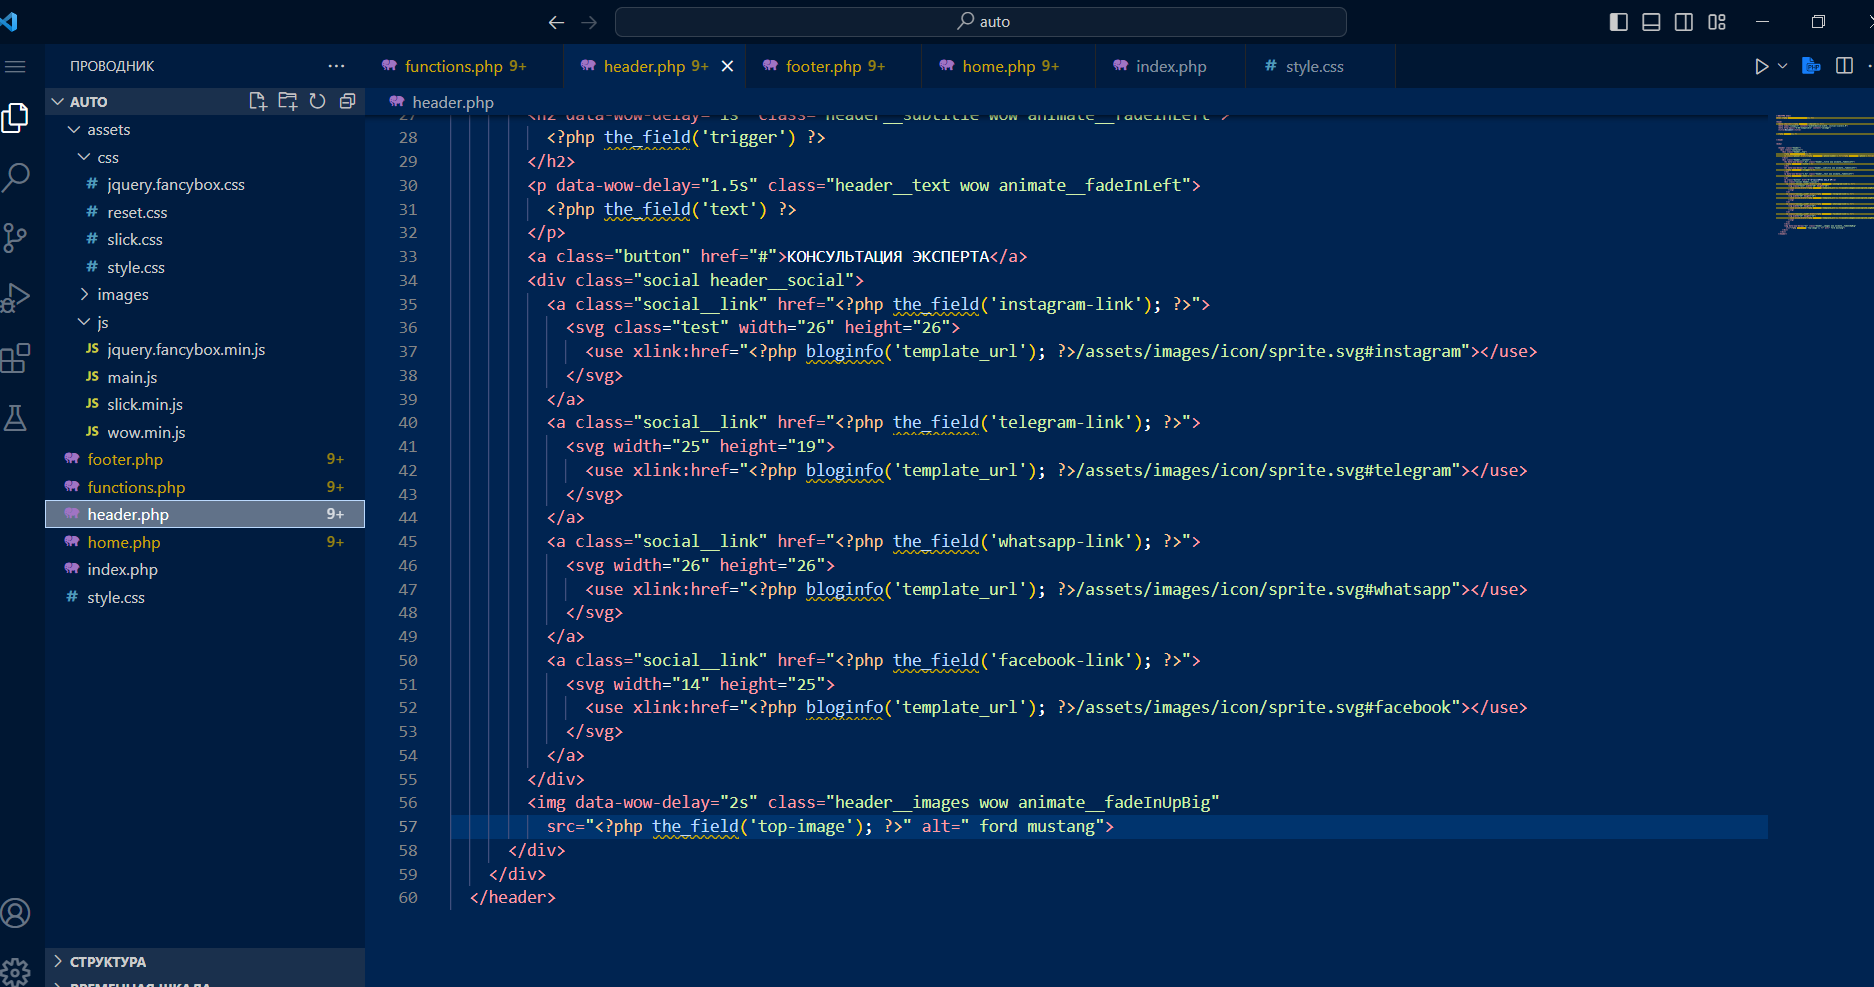 auto
ПРОВОДНИК
AUTO
assets
css
# jquery.fancybox.css
# reset.css
# slick.css
# style.css
images
js
JS jquery.fancybox.min.js
JS main.js
JS slick.min.js
JS wow.min.js
footer.php 9+
functions.php 9+
header.php 9+
home.php 9+
index.php
# style.css
СТРУКТУРА
ВРЕМЕННАЯ ШКАЛА
functions.php 9+ header.php 9+ footer.php 9+ home.php 9+ index.php # style.css
header.php
27 <h2 data-wow-delay="1s" class="header__subtitle wow animate__fadeInLeft">
28 <?php the_field('trigger') ?>
29 </h2>
30 <p data-wow-delay="1.5s" class="header__text wow animate__fadeInLeft">
31 <?php the_field('text') ?>
32 </p>
33 <a class="button" href="#">КОНСУЛЬТАЦИЯ ЭКСПЕРТА</a>
34 <div class="social header__social">
35 <a class="social__link" href="<?php the_field('instagram-link'); ?>">
36 <svg class="test" width="26" height="26">
37 <use xlink:href="<?php bloginfo('template_url'); ?>/assets/images/icon/sprite.svg#instagram"></use>
38 </svg>
39 </a>
40 <a class="social__link" href="<?php the_field('telegram-link'); ?>">
41 <svg width="25" height="19">
42 <use xlink:href="<?php bloginfo('template_url'); ?>/assets/images/icon/sprite.svg#telegram"></use>
43 </svg>
44 </a>
45 <a class="social__link" href="<?php the_field('whatsapp-link'); ?>">
46 <svg width="26" height="26">
47 <use xlink:href="<?php bloginfo('template_url'); ?>/assets/images/icon/sprite.svg#whatsapp"></use>
48 </svg>
49 </a>
50 <a class="social__link" href="<?php the_field('facebook-link'); ?>">
51 <svg width="14" height="25">
52 <use xlink:href="<?php bloginfo('template_url'); ?>/assets/images/icon/sprite.svg#facebook"></use>
53 </svg>
54 </a>
55 </div>
56 <img data-wow-delay="2s" class="header__images wow animate__fadeInUpBig"
57 src="<?php the_field('top-image'); ?>" alt=" ford mustang">
58 </div>
59 </div>
60 </header>